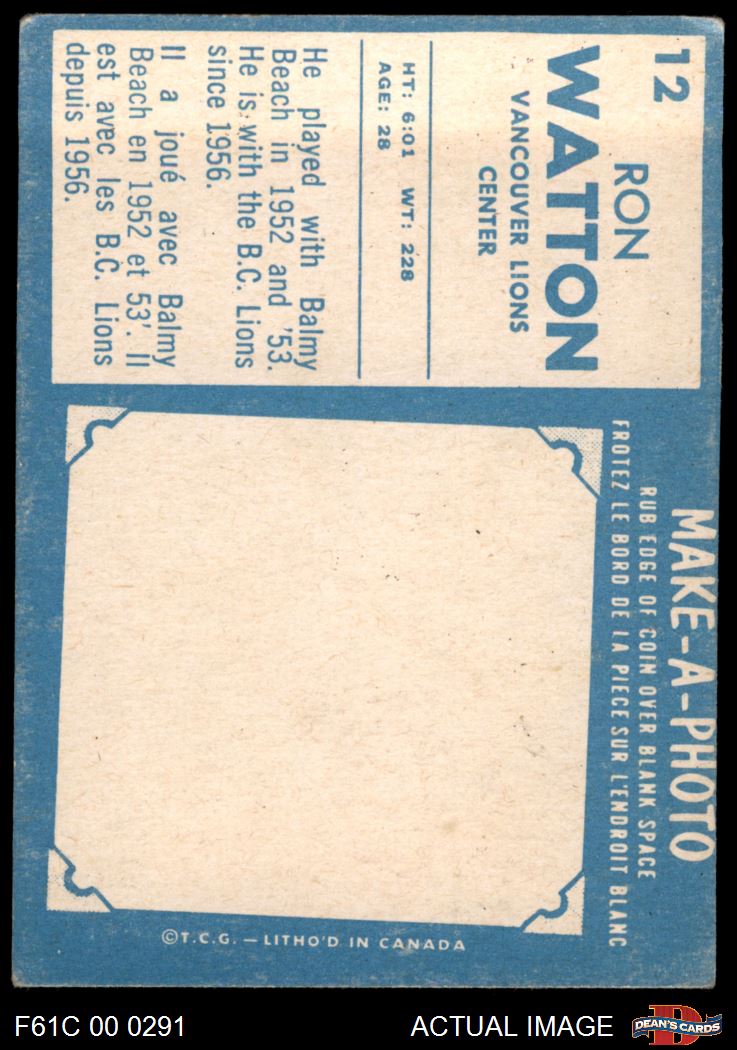 12
RON
WATTON
VANCOUVER LIONS
CENTER
HT: 6:01 WT: 228
AGE: 28
He played with Balmy
Beach in 1952 and '53.
He is with the B.C. Lions
since 1956.
Il a joué avec Balmy
Beach en 1952 et 53'. Il
est avec les B.C. Lions
depuis 1956.
MAKE-A-PHOTO
RUB EDGE OF COIN OVER BLANK SPACE
FROTEZ LE BORD DE LA PIECE SUR L'ENDROIT BLANC
©T.C.G. — LITHO'D IN CANADA
F61C 00 0291
ACTUAL IMAGE
DEAN'S CARDS